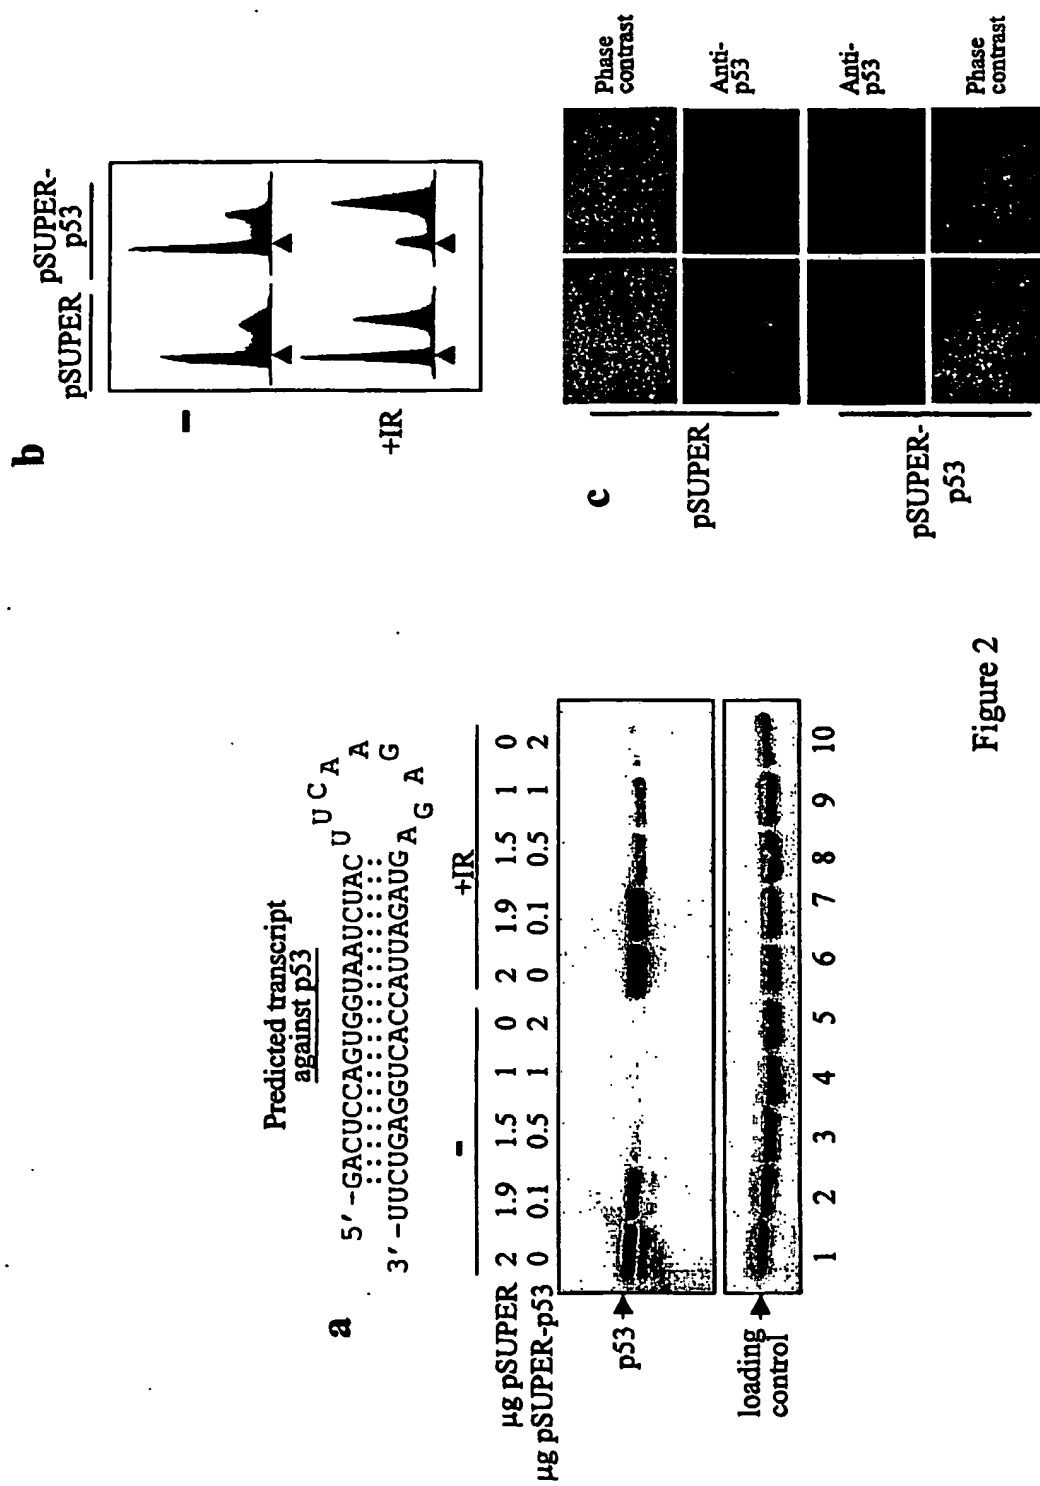 a
Predicted transcript
against p53
5′ -GACUCCAGUGGUAAUCUAC
U U C A A G A G A
3′ -UUCUGAGGUCACCAUUAGAUG
– +IR
µg pSUPER 2 1.9 1.5 1 0 2 1.9 1.5 1 0
µg pSUPER-p53 0 0.1 0.5 1 2 0 0.1 0.5 1 2
p53
loading
control
1 2 3 4 5 6 7 8 9 10
b
pSUPER pSUPER-
p53
–
+IR
c
pSUPER
Phase
contrast
Anti-
p53
pSUPER-
p53
Anti-
p53
Phase
contrast
Figure 2